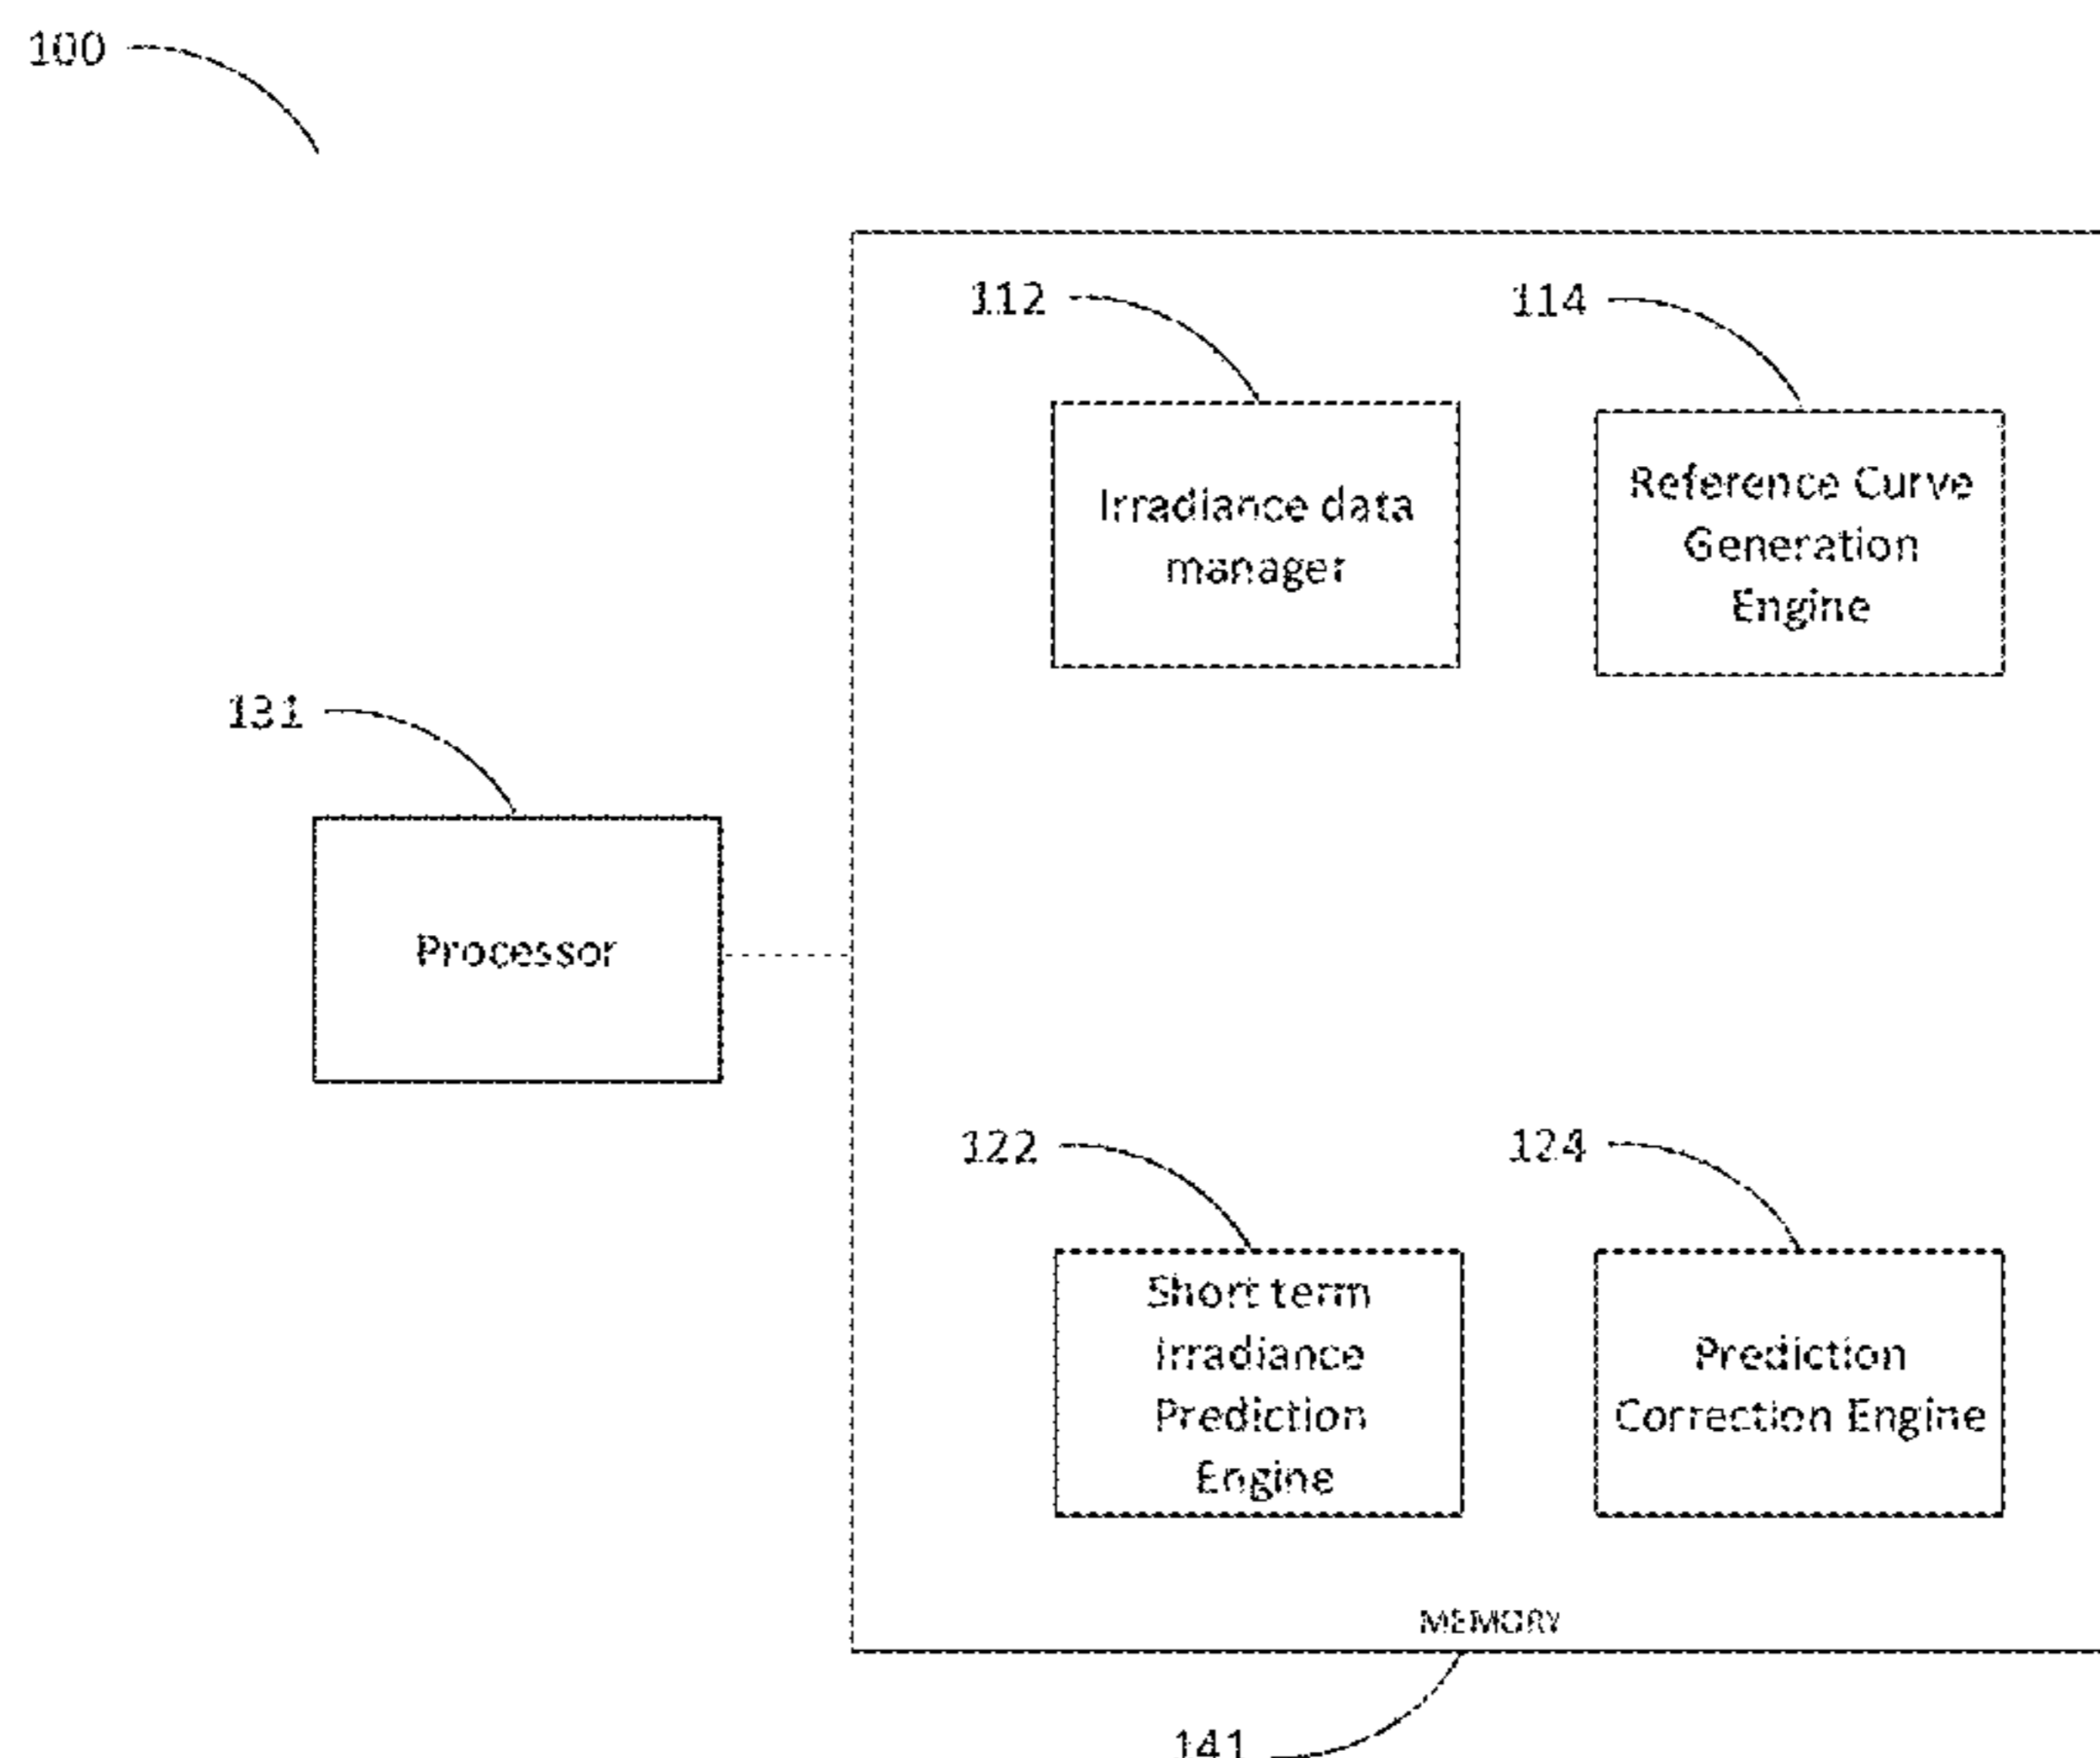 100
112
114
Irradiance data
manager
Reference Curve
Generation
Engine
131
Processor
122
124
Short term
Irradiance
Prediction
Engine
Prediction
Correction Engine
MEMORY
141